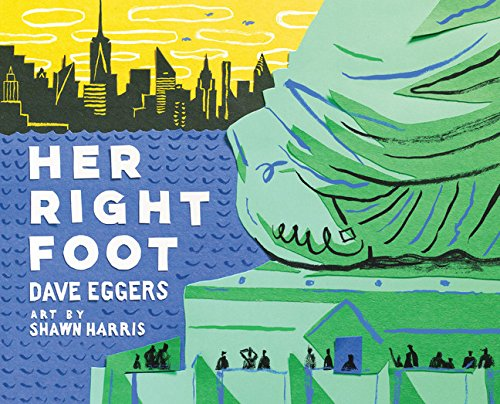 HER
RIGHT
FOOT
DAVE EGGERS
ART BY
SHAWN HARRIS